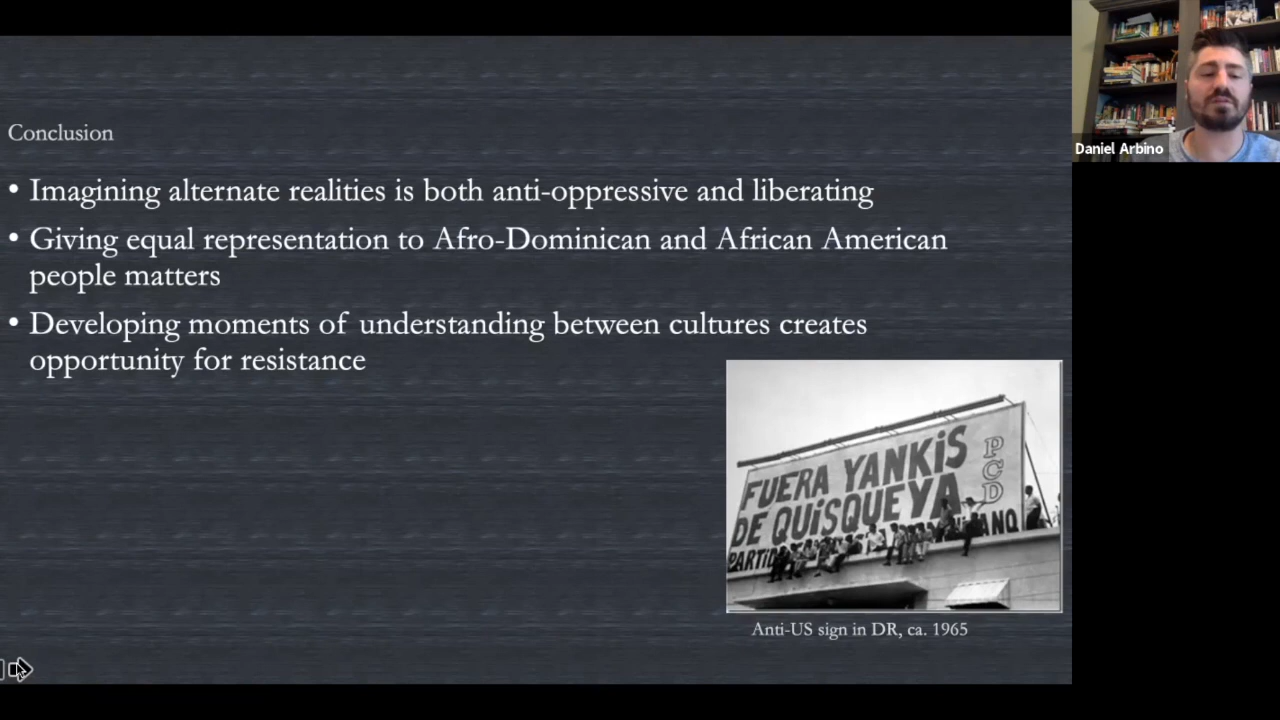 Conclusion
• Imagining alternate realities is both anti-oppressive and liberating
• Giving equal representation to Afro-Dominican and African American
people matters
• Developing moments of understanding between cultures creates
opportunity for resistance
FUERA YANKiS
DE QUiSQUEYA
PCD
PARTiD
Anti-US sign in DR, ca. 1965
Daniel Arbino